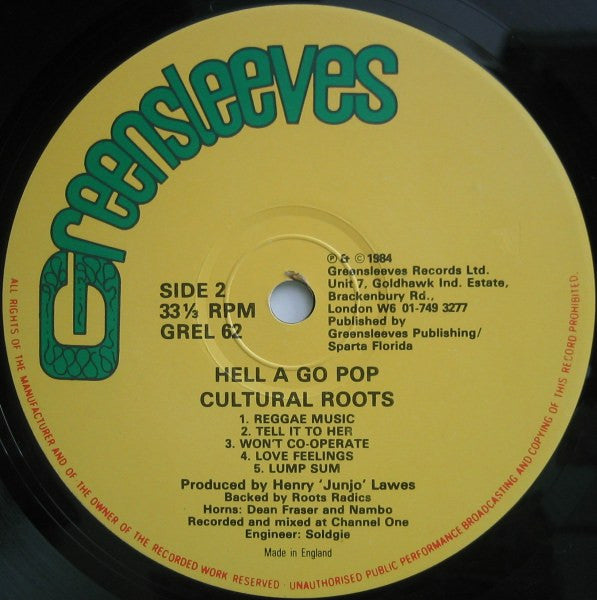 Greensleeves
SIDE 2
33⅓ RPM
GREL 62
℗ & © 1984
Greensleeves Records Ltd.
Unit 7, Goldhawk Ind. Estate,
Brackenbury Rd.,
London W6 01-749 3277
Published by
Greensleeves Publishing/
Sparta Florida
HELL A GO POP
CULTURAL ROOTS
1. REGGAE MUSIC
2. TELL IT TO HER
3. WON'T CO-OPERATE
4. LOVE FEELINGS
5. LUMP SUM
Produced by Henry 'Junjo' Lawes
Backed by Roots Radics
Horns: Dean Fraser and Nambo
Recorded and mixed at Channel One
Engineer: Soldgie
Made in England
ALL RIGHTS OF THE MANUFACTURER AND OF THE OWNER OF THE RECORDED WORK RESERVED · UNAUTHORISED PUBLIC PERFORMANCE BROADCASTING AND COPYING OF THIS RECORD PROHIBITED.